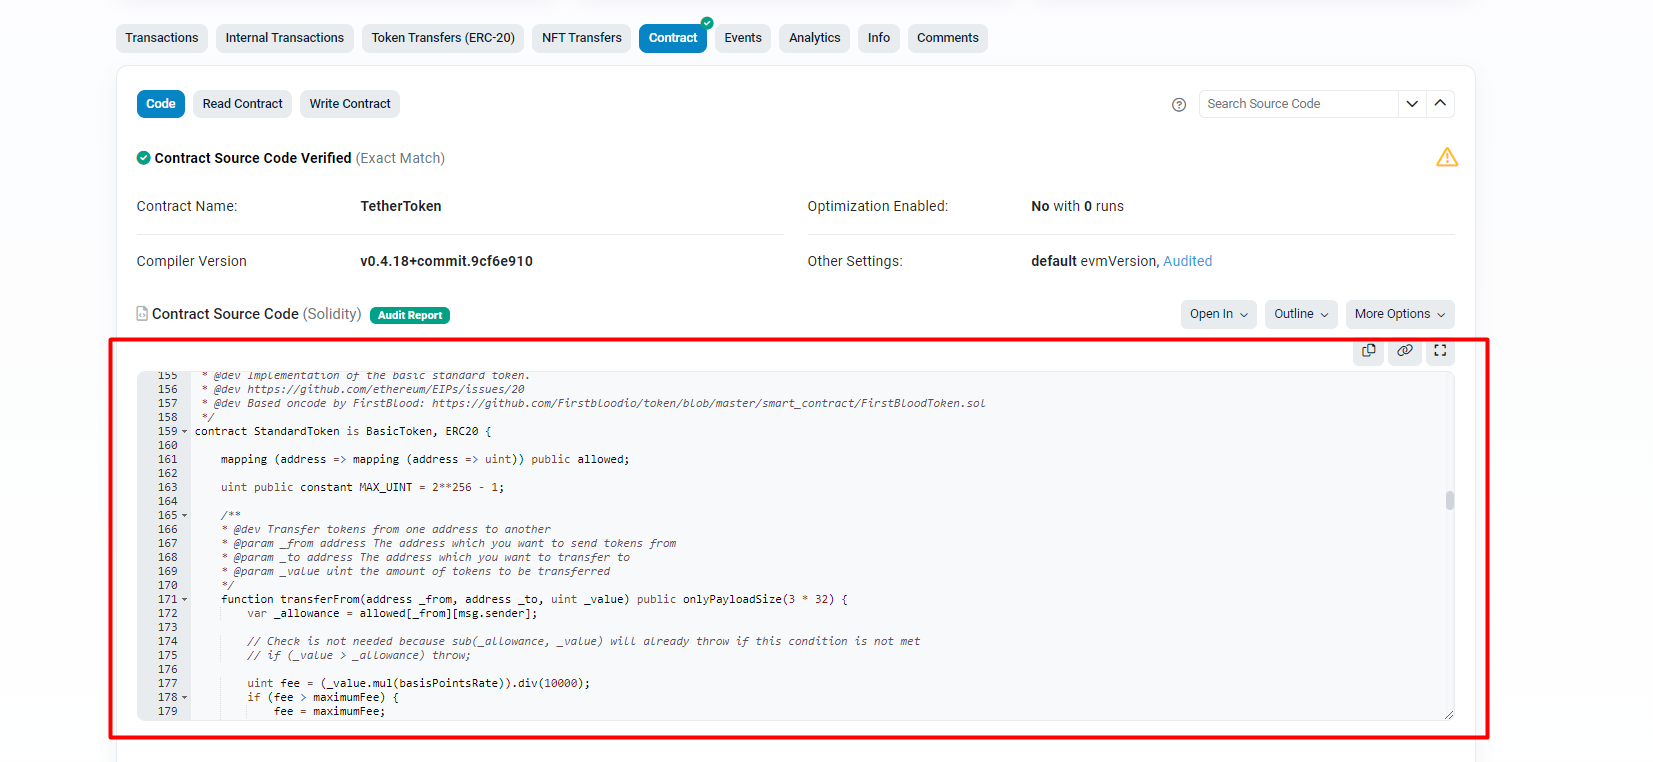 Transactions Internal Transactions Token Transfers (ERC-20) NFT Transfers Contract Events Analytics Info Comments
Code Read Contract Write Contract Search Source Code
Contract Source Code Verified (Exact Match)
Contract Name: TetherToken Optimization Enabled: No with 0 runs
Compiler Version v0.4.18+commit.9cf6e910 Other Settings: default evmVersion, Audited
Contract Source Code (Solidity) Audit Report Open In Outline More Options
155 * @dev Implementation of the basic standard token.
156 * @dev https://github.com/ethereum/EIPs/issues/20
157 * @dev Based oncode by FirstBlood: https://github.com/Firstbloodio/token/blob/master/smart_contract/FirstBloodToken.sol
158 */
159 contract StandardToken is BasicToken, ERC20 {
160
161 mapping (address => mapping (address => uint)) public allowed;
162
163 uint public constant MAX_UINT = 2**256 - 1;
164
165 /**
166 * @dev Transfer tokens from one address to another
167 * @param _from address The address which you want to send tokens from
168 * @param _to address The address which you want to transfer to
169 * @param _value uint the amount of tokens to be transferred
170 */
171 function transferFrom(address _from, address _to, uint _value) public onlyPayloadSize(3 * 32) {
172 var _allowance = allowed[_from][msg.sender];
173
174 // Check is not needed because sub(_allowance, _value) will already throw if this condition is not met
175 // if (_value > _allowance) throw;
176
177 uint fee = (_value.mul(basisPointsRate)).div(10000);
178 if (fee > maximumFee) {
179 fee = maximumFee;